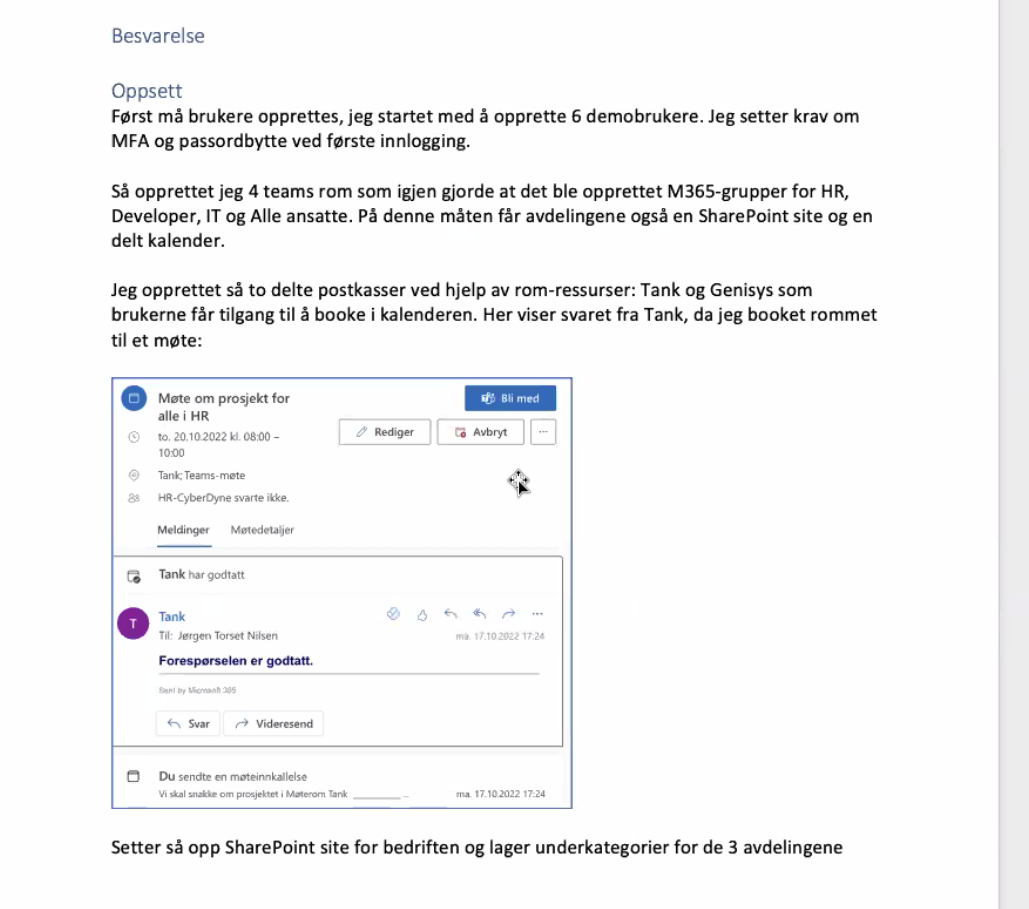 Besvarelse
Oppsett
Først må brukere opprettes, jeg startet med å opprette 6 demobrukere. Jeg setter krav om
MFA og passordbytte ved første innlogging.
Så opprettet jeg 4 teams rom som igjen gjorde at det ble opprettet M365-grupper for HR,
Developer, IT og Alle ansatte. På denne måten får avdelingene også en SharePoint site og en
delt kalender.
Jeg opprettet så to delte postkasser ved hjelp av rom-ressurser: Tank og Genisys som
brukerne får tilgang til å booke i kalenderen. Her viser svaret fra Tank, da jeg booket rommet
til et møte:
Møte om prosjekt for
alle i HR
Bli med
to. 20.10.2022 kl. 08:00 –
10:00
Rediger
Avbryt
...
Tank; Teams-møte
HR-CyberDyne svarte ikke.
Meldinger Møtedetaljer
Tank har godtatt
T
Tank
Til: Jørgen Torset Nilsen
ma. 17.10.2022 17:24
Forespørselen er godtatt.
Sent by Microsoft 365
Svar Videresend
Du sendte en møteinnkallelse
Vi skal snakke om prosjektet i Møterom Tank
ma. 17.10.2022 17:24
Setter så opp SharePoint site for bedriften og lager underkategorier for de 3 avdelingene